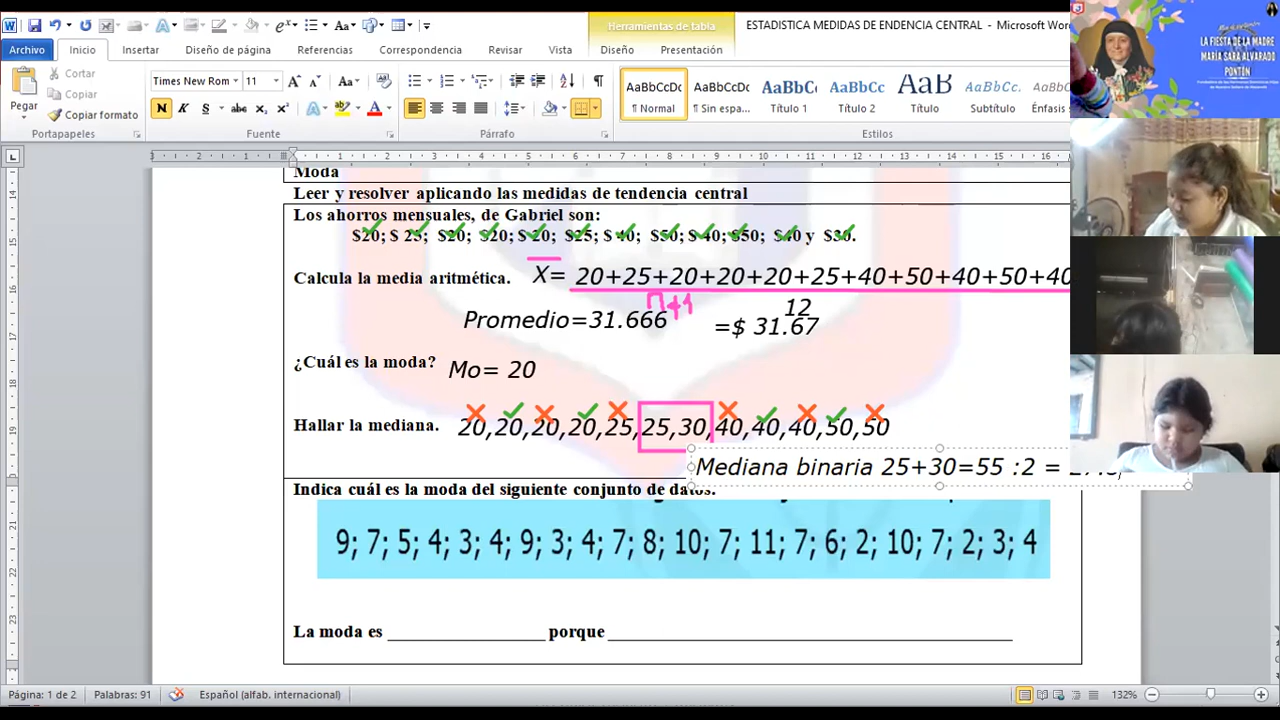 ESTADISTICA MEDIDAS DE ENDENCIA CENTRAL - Microsoft Wo
Herramientas de tabla
Archivo Inicio Insertar Diseño de página Referencias Correspondencia Revisar Vista Diseño Presentación
Pegar
Cortar
Copiar
Copiar formato
Portapapeles
Times New Rom 11
Fuente
Párrafo
AaBbCcDc AaBbCcDc AaBbCc AaBbCc AaB AaBbCc. AaBbCcD
¶ Normal ¶ Sin espa... Título 1 Título 2 Título Subtítulo Énfasis
Estilos
LA FIESTA DE LA MADRE
MARIA SARA ALVARADO
PONTÓN
Moda
Leer y resolver aplicando las medidas de tendencia central
Los ahorros mensuales, de Gabriel son:
$20; $ 25; $20; $20; $ 20; $25; $ 40; $50; $ 40; $50; $40 y $30.
Calcula la media aritmética. X= 20+25+20+20+20+25+40+50+40+50+40
n+1
12
Promedio=31.666 =$ 31.67
¿Cuál es la moda? Mo= 20
Hallar la mediana. 20,20,20,20,25,25,30,40,40,40,50,50
Mediana binaria 25+30=55 :2 =
Indica cuál es la moda del siguiente conjunto de datos.
9; 7; 5; 4; 3; 4; 9; 3; 4; 7; 8; 10; 7; 11; 7; 6; 2; 10; 7; 2; 3; 4
La moda es porque
Página: 1 de 2 Palabras: 91 Español (alfab. internacional) 132%